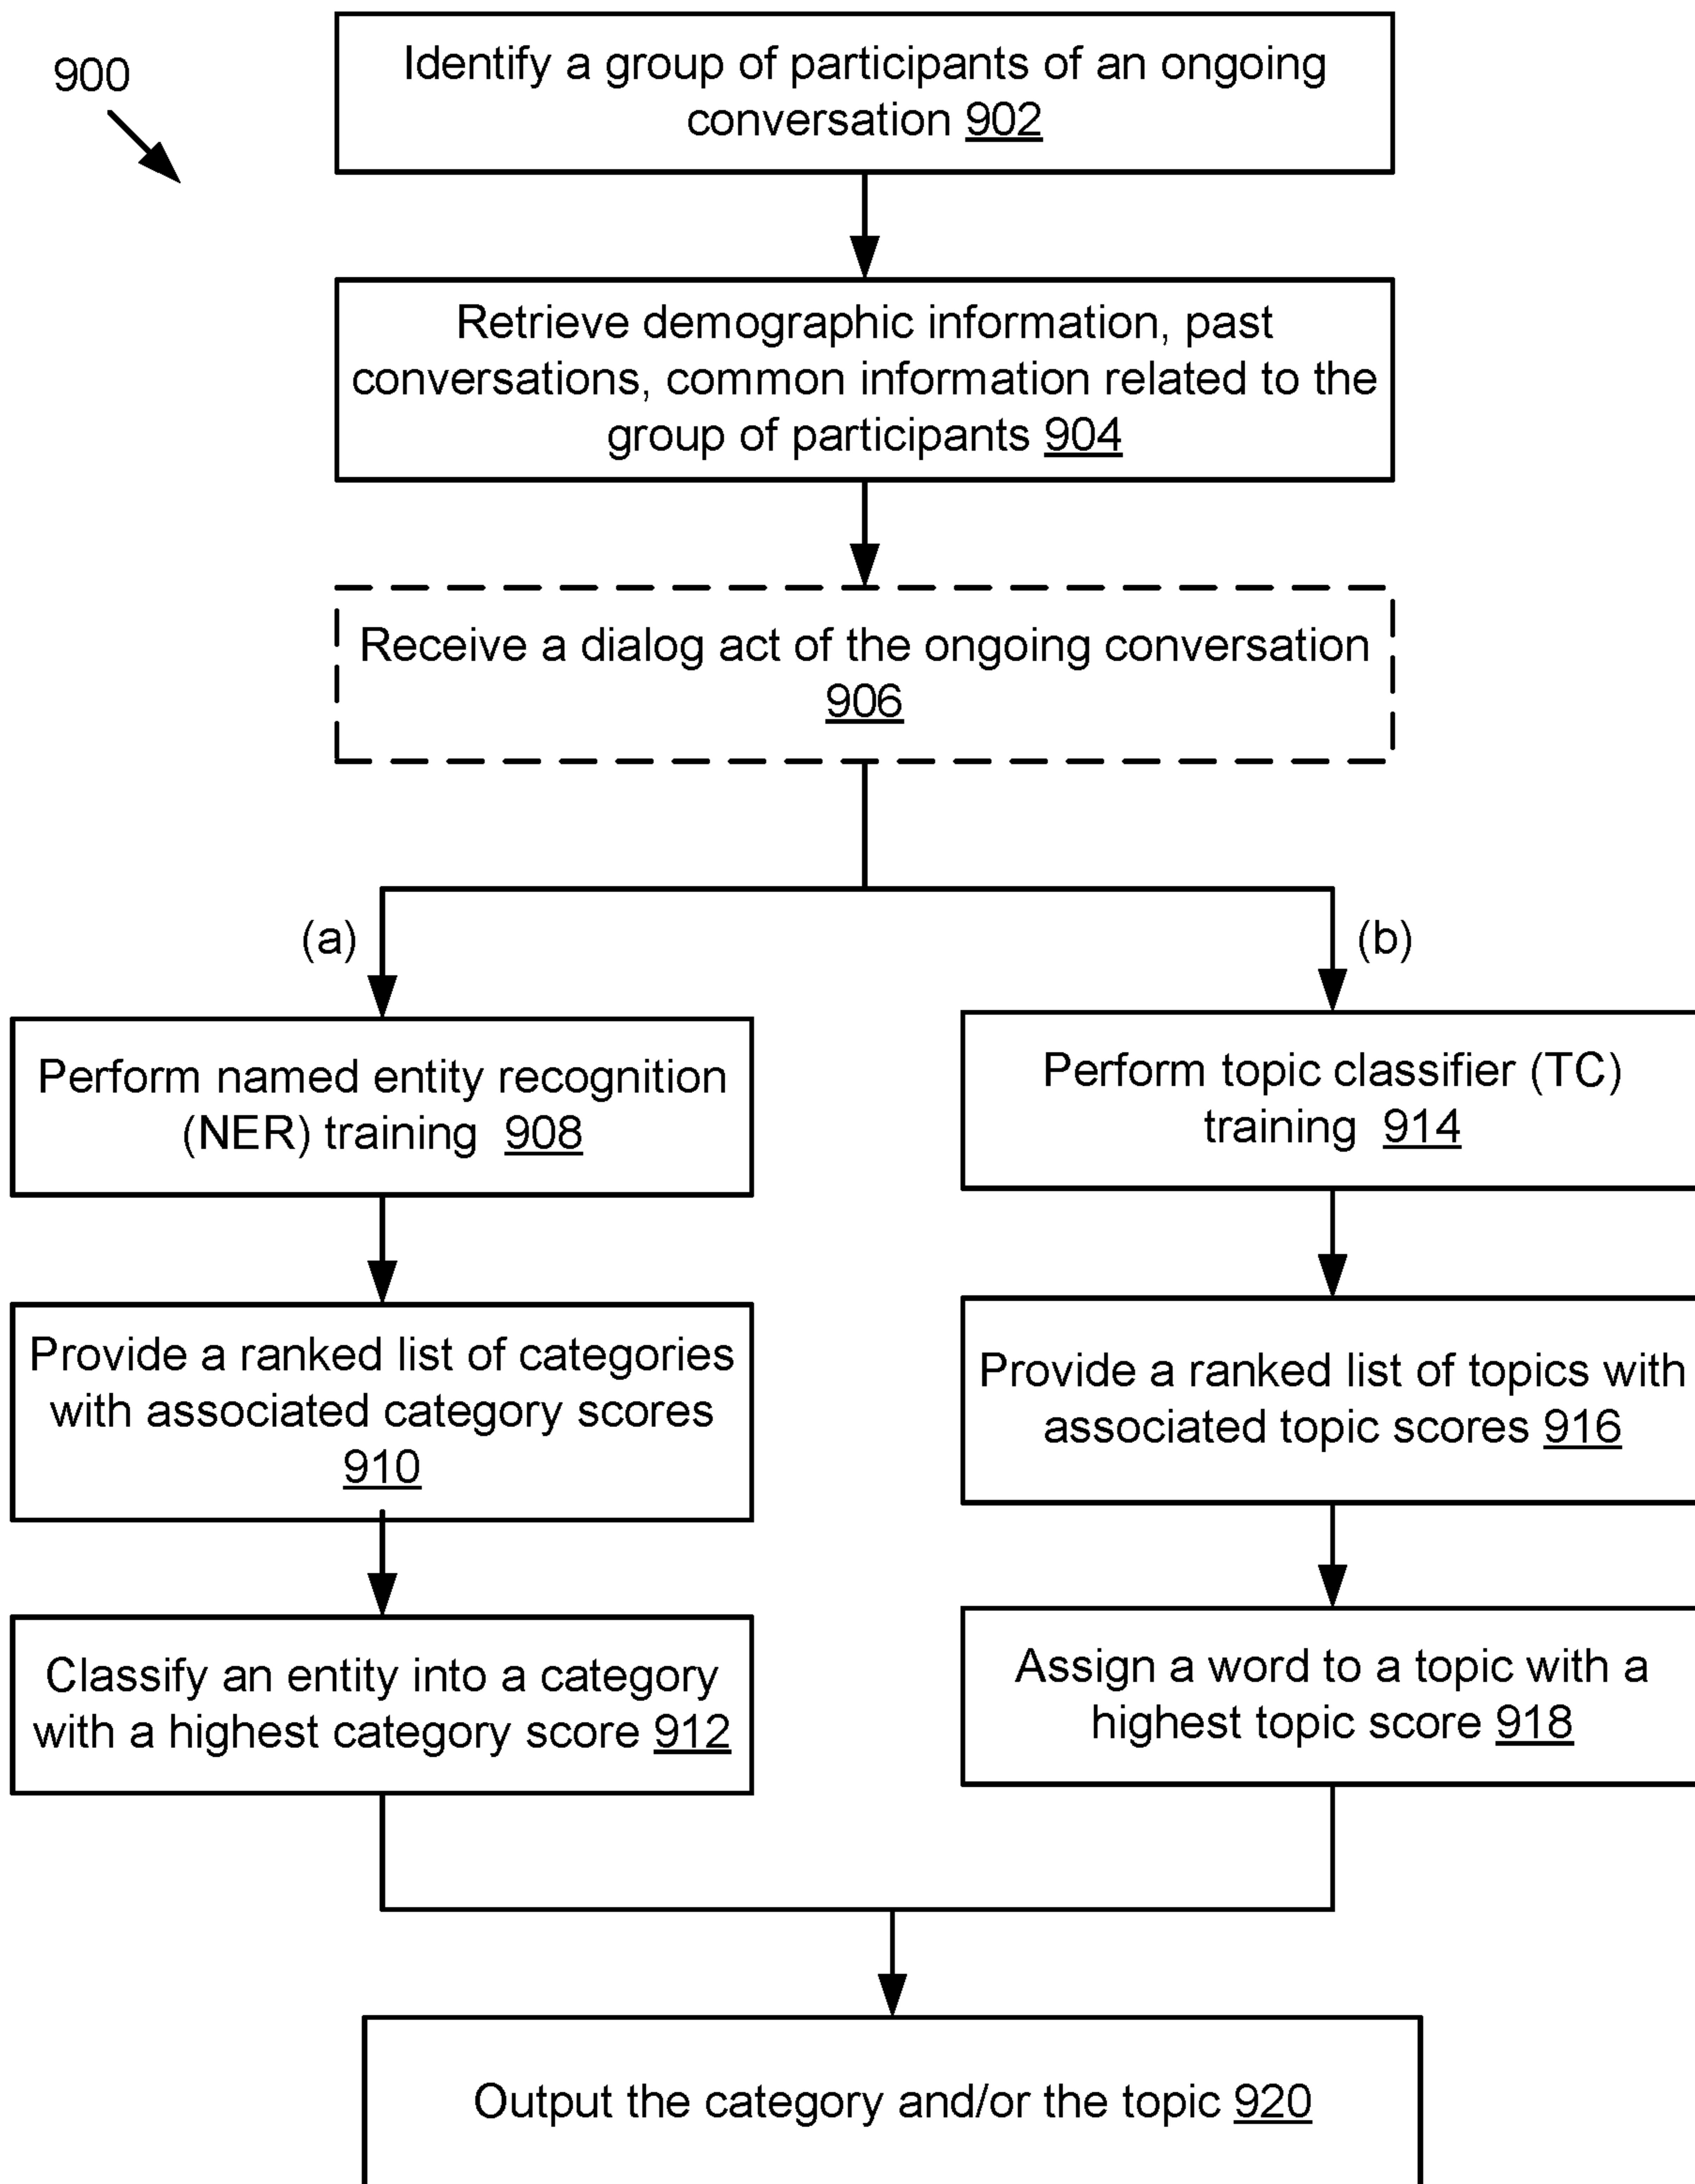 900
Identify a group of participants of an ongoing
conversation 902
Retrieve demographic information, past
conversations, common information related to the
group of participants 904
Receive a dialog act of the ongoing conversation
906
(a)
Perform named entity recognition
(NER) training 908
Provide a ranked list of categories
with associated category scores
910
Classify an entity into a category
with a highest category score 912
(b)
Perform topic classifier (TC)
training 914
Provide a ranked list of topics with
associated topic scores 916
Assign a word to a topic with a
highest topic score 918
Output the category and/or the topic 920